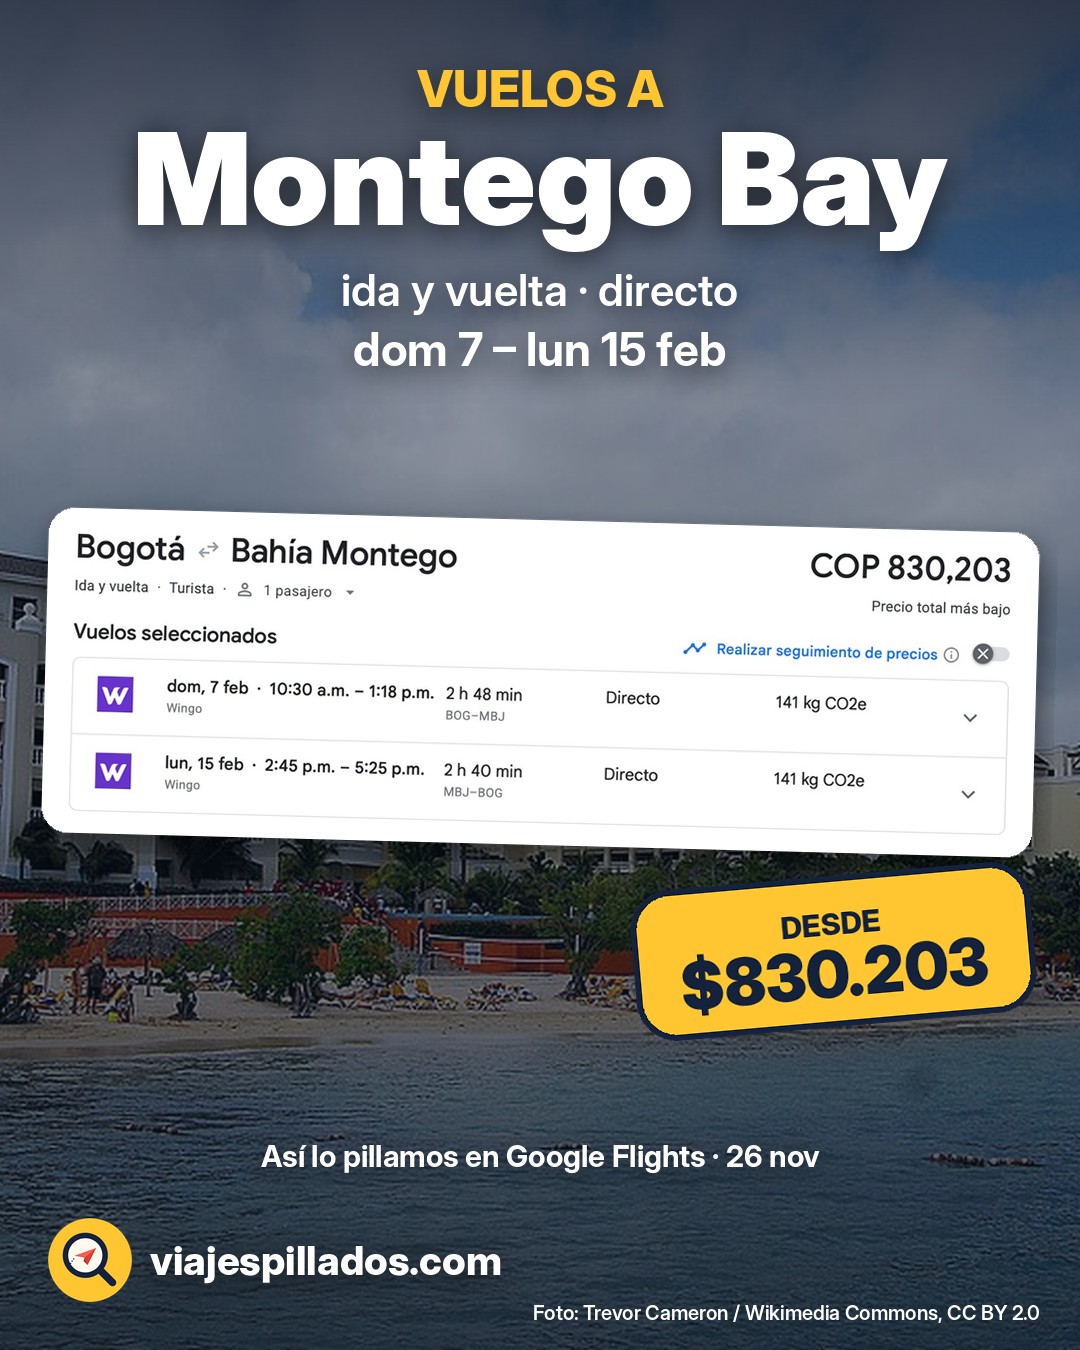 VUELOS A
Montego Bay
ida y vuelta · directo
dom 7 – lun 15 feb
Bogotá Bahía Montego
COP 830,203
Ida y vuelta · Turista · 1 pasajero
Precio total más bajo
Vuelos seleccionados
Realizar seguimiento de precios
W dom, 7 feb · 10:30 a.m. – 1:18 p.m. 2 h 48 min Directo 141 kg CO2e
Wingo BOG–MBJ
W lun, 15 feb · 2:45 p.m. – 5:25 p.m. 2 h 40 min Directo 141 kg CO2e
Wingo MBJ–BOG
DESDE
$830.203
Así lo pillamos en Google Flights · 26 nov
viajespillados.com
Foto: Trevor Cameron / Wikimedia Commons, CC BY 2.0